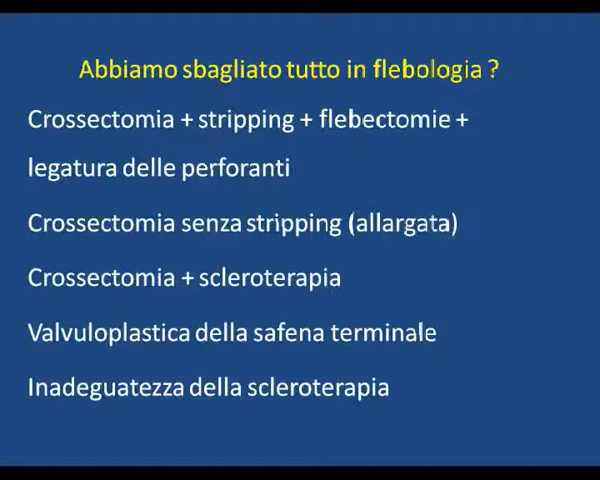 Abbiamo sbagliato tutto in flebologia ?
Crossectomia + stripping + flebectomie +
legatura delle perforanti
Crossectomia senza stripping (allargata)
Crossectomia + scleroterapia
Valvuloplastica della safena terminale
Inadeguatezza della scleroterapia